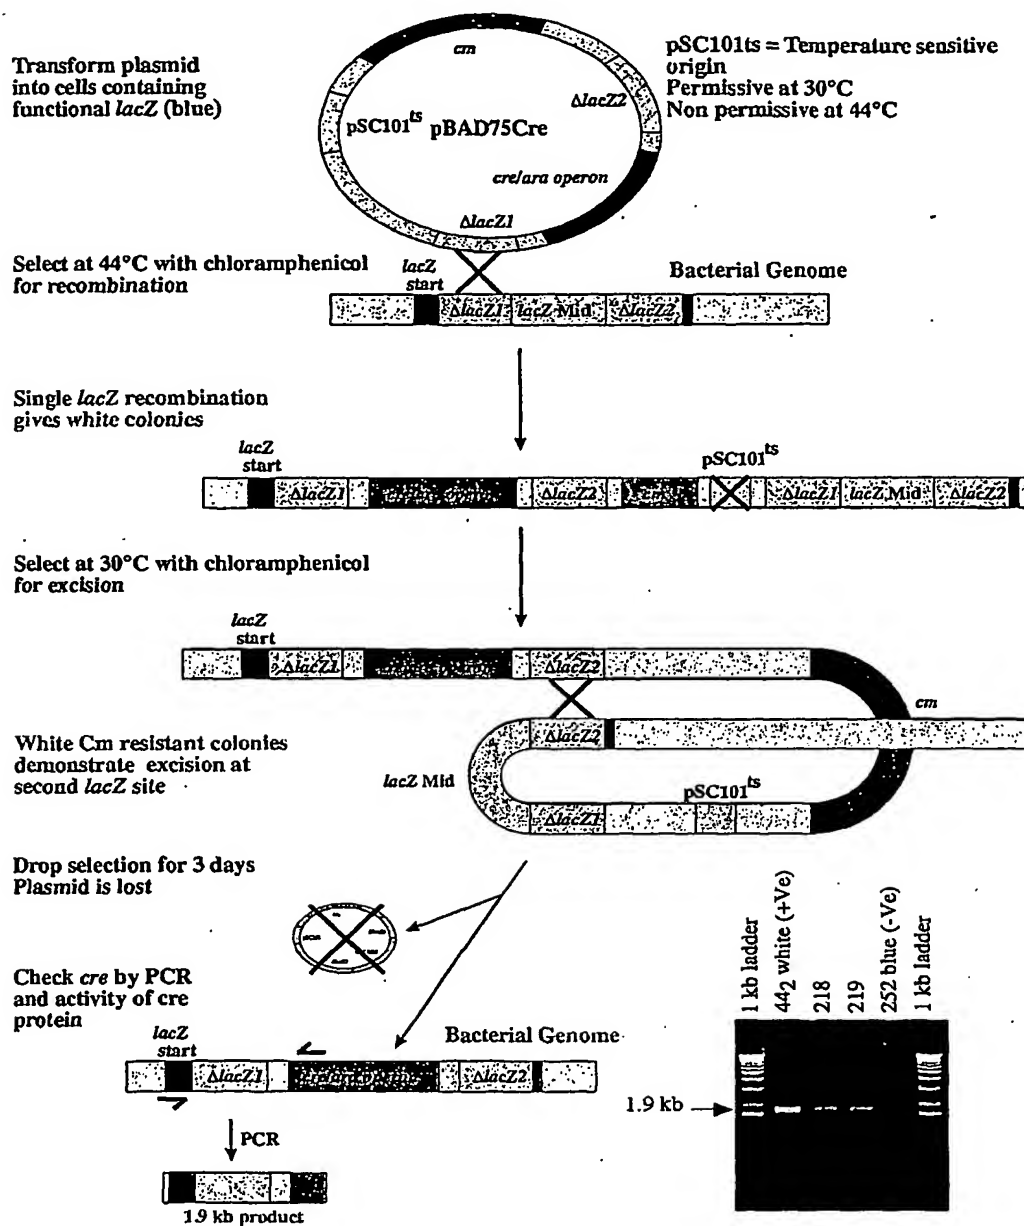 Transform plasmid
into cells containing
functional lacZ (blue)
cm
ΔlacZ2
pSC101ts pBAD75Cre
cre/ara operon
ΔlacZ1
pSC101ts = Temperature sensitive
origin
Permissive at 30°C
Non permissive at 44°C
Select at 44°C with chloramphenicol
for recombination
lacZ
start
Bacterial Genome
ΔlacZ1 lacZ Mid ΔlacZ2
Single lacZ recombination
gives white colonies
lacZ
start
pSC101ts
ΔlacZ1 ΔlacZ2 cm ΔlacZ1 lacZ Mid ΔlacZ2
Select at 30°C with chloramphenicol
for excision
lacZ
start
ΔlacZ1 ΔlacZ2
cm
White Cm resistant colonies
demonstrate excision at
second lacZ site
ΔlacZ2
lacZ Mid
pSC101ts
ΔlacZ1
Drop selection for 3 days
Plasmid is lost
Check cre by PCR
and activity of cre
protein
lacZ
start
Bacterial Genome
ΔlacZ1 ΔlacZ2
PCR
1.9 kb product
1 kb ladder
442 white (+Ve)
218
219
252 blue (-Ve)
1 kb ladder
1.9 kb